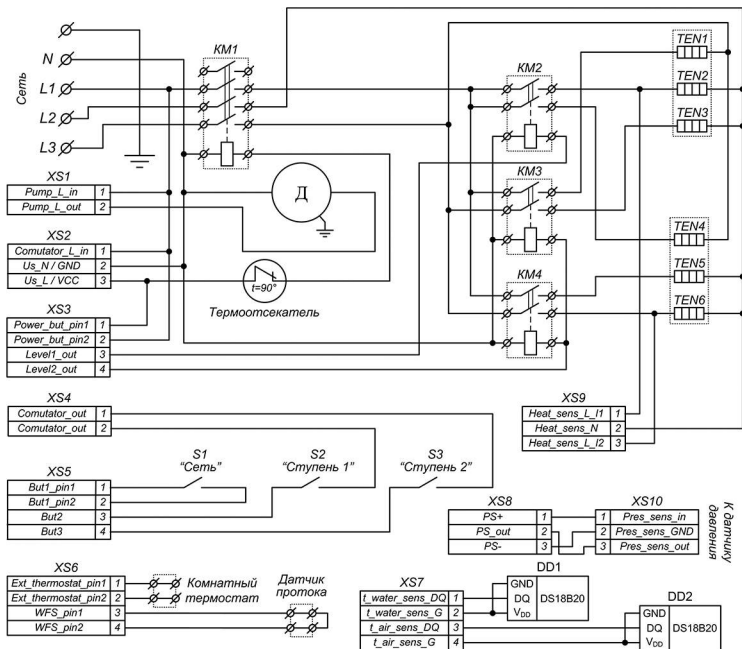 Сеть
N
L1
L2
L3
KM1
KM2
KM3
KM4
TEN1
TEN2
TEN3
TEN4
TEN5
TEN6
XS1
Pump_L_in 1
Pump_L_out 2
Д
XS2
Comutator_L_in 1
Us_N / GND 2
Us_L / VCC 3
t=90°
Термоотсекатель
XS3
Power_but_pin1 1
Power_but_pin2 2
Level1_out 3
Level2_out 4
XS4
Comutator_out 1
Comutator_out 2
XS9
Heat_sens_L_l1 1
Heat_sens_N 2
Heat_sens_L_l2 3
XS5
But1_pin1 1
But1_pin2 2
But2 3
But3 4
S1
"Сеть"
S2
"Ступень 1"
S3
"Ступень 2"
XS8
PS+ 1
PS_out 2
PS- 3
XS10
1 Pres_sens_in
2 Pres_sens_GND
3 Pres_sens_out
К датчику
давления
XS6
Ext_thermostat_pin1 1
Ext_thermostat_pin2 2
WFS_pin1 3
WFS_pin2 4
Комнатный
термостат
Датчик
протока
XS7
t_water_sens_DQ 1
t_water_sens_G 2
t_air_sens_DQ 3
t_air_sens_G 4
DD1
GND
DQ
VDD
DS18B20
DD2
GND
DQ
VDD
DS18B20